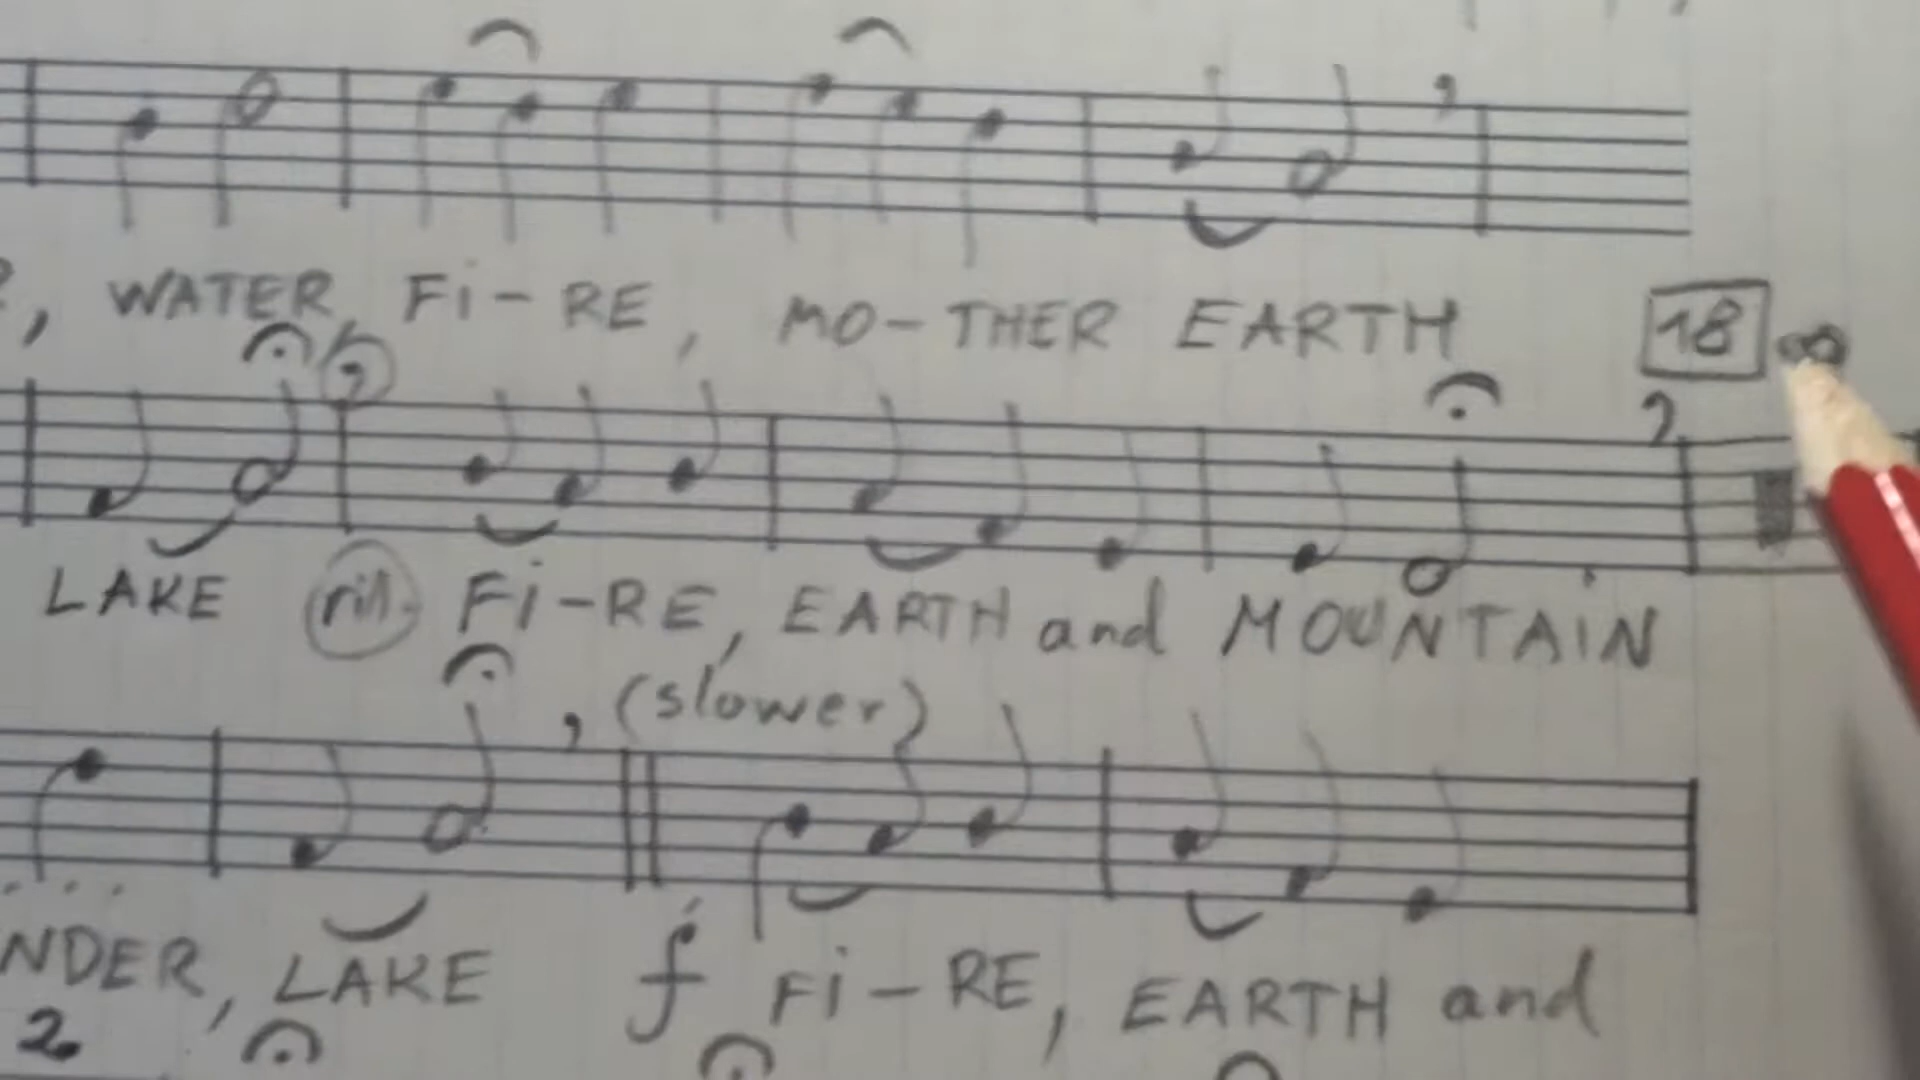 , WATER, Fi-RE, MO-THER EARTH
18 ∞
LAKE rit. Fi-RE, EARTH and MOUNTAiN
(slower)
NDER, LAKE f Fi-RE, EARTH and
2